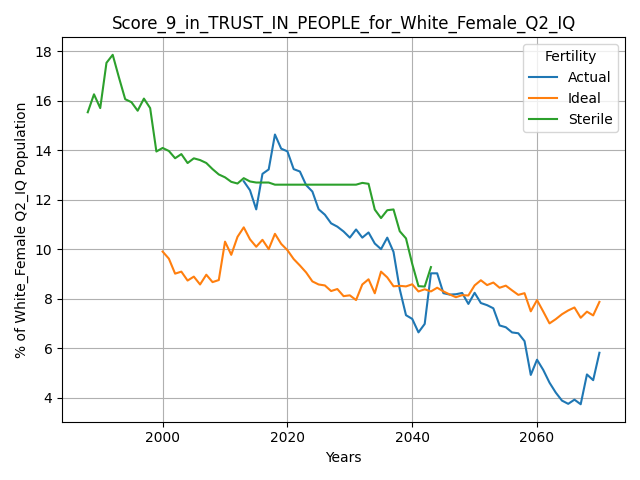 Score_9_in_TRUST_IN_PEOPLE_for_White_Female_Q2_IQ
Fertility
Actual
Ideal
Sterile
% of White_Female Q2_IQ Population
18
16
14
12
10
8
6
4
2000 2020 2040 2060
Years